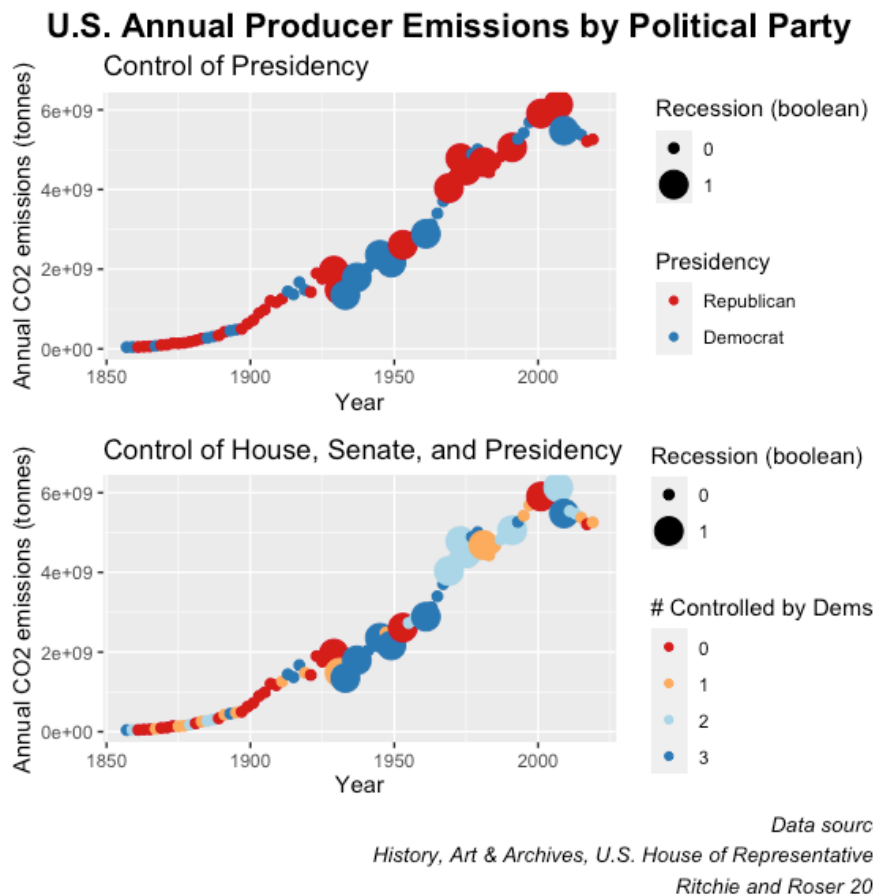 U.S. Annual Producer Emissions by Political Party
Control of Presidency
Annual CO2 emissions (tonnes)
6e+09
4e+09
2e+09
0e+00
1850 1900 1950 2000
Year
Recession (boolean)
0
1
Presidency
Republican
Democrat
Control of House, Senate, and Presidency
Annual CO2 emissions (tonnes)
6e+09
4e+09
2e+09
0e+00
1850 1900 1950 2000
Year
Recession (boolean)
0
1
# Controlled by Dems
0
1
2
3
Data sourc
History, Art & Archives, U.S. House of Representative
Ritchie and Roser 20